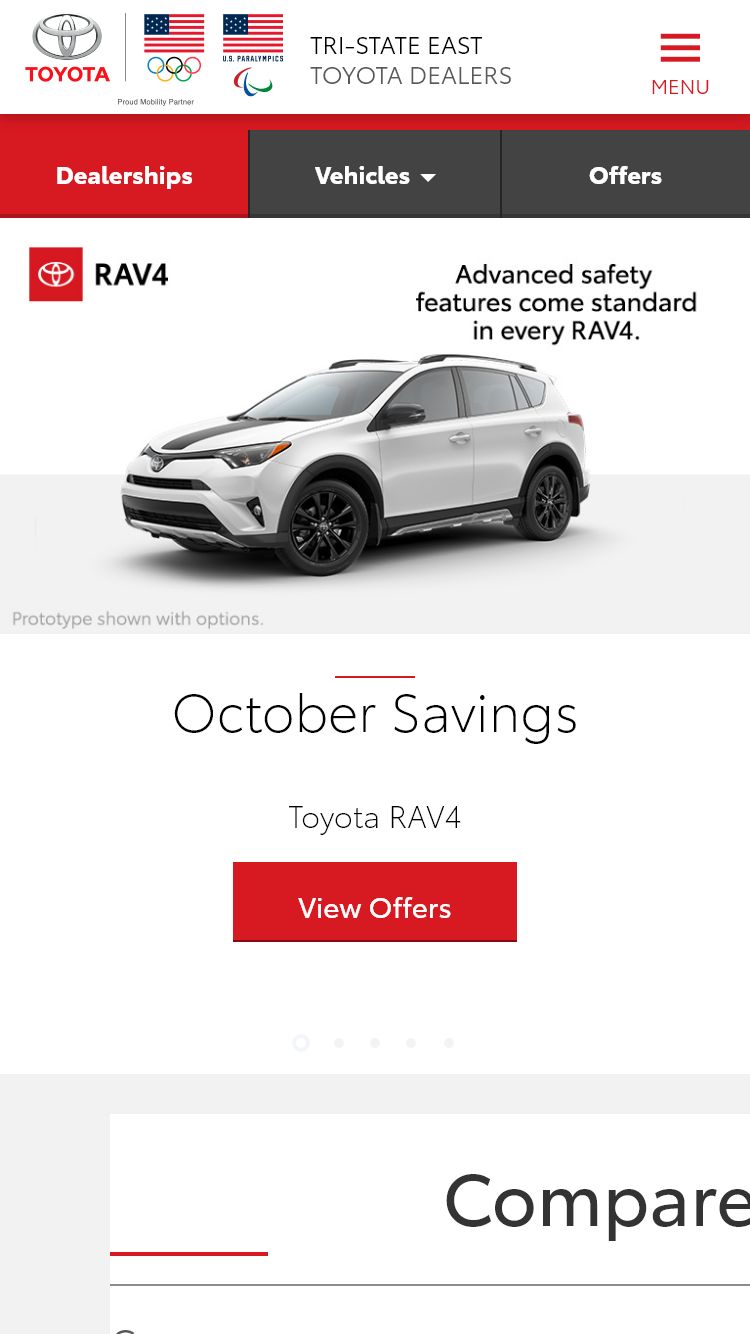 TOYOTA
U.S. PARALYMPICS
Proud Mobility Partner
TRI-STATE EAST
TOYOTA DEALERS
MENU
Dealerships
Vehicles
Offers
RAV4
Advanced safety
features come standard
in every RAV4.
Prototype shown with options.
October Savings
Toyota RAV4
View Offers
Compare